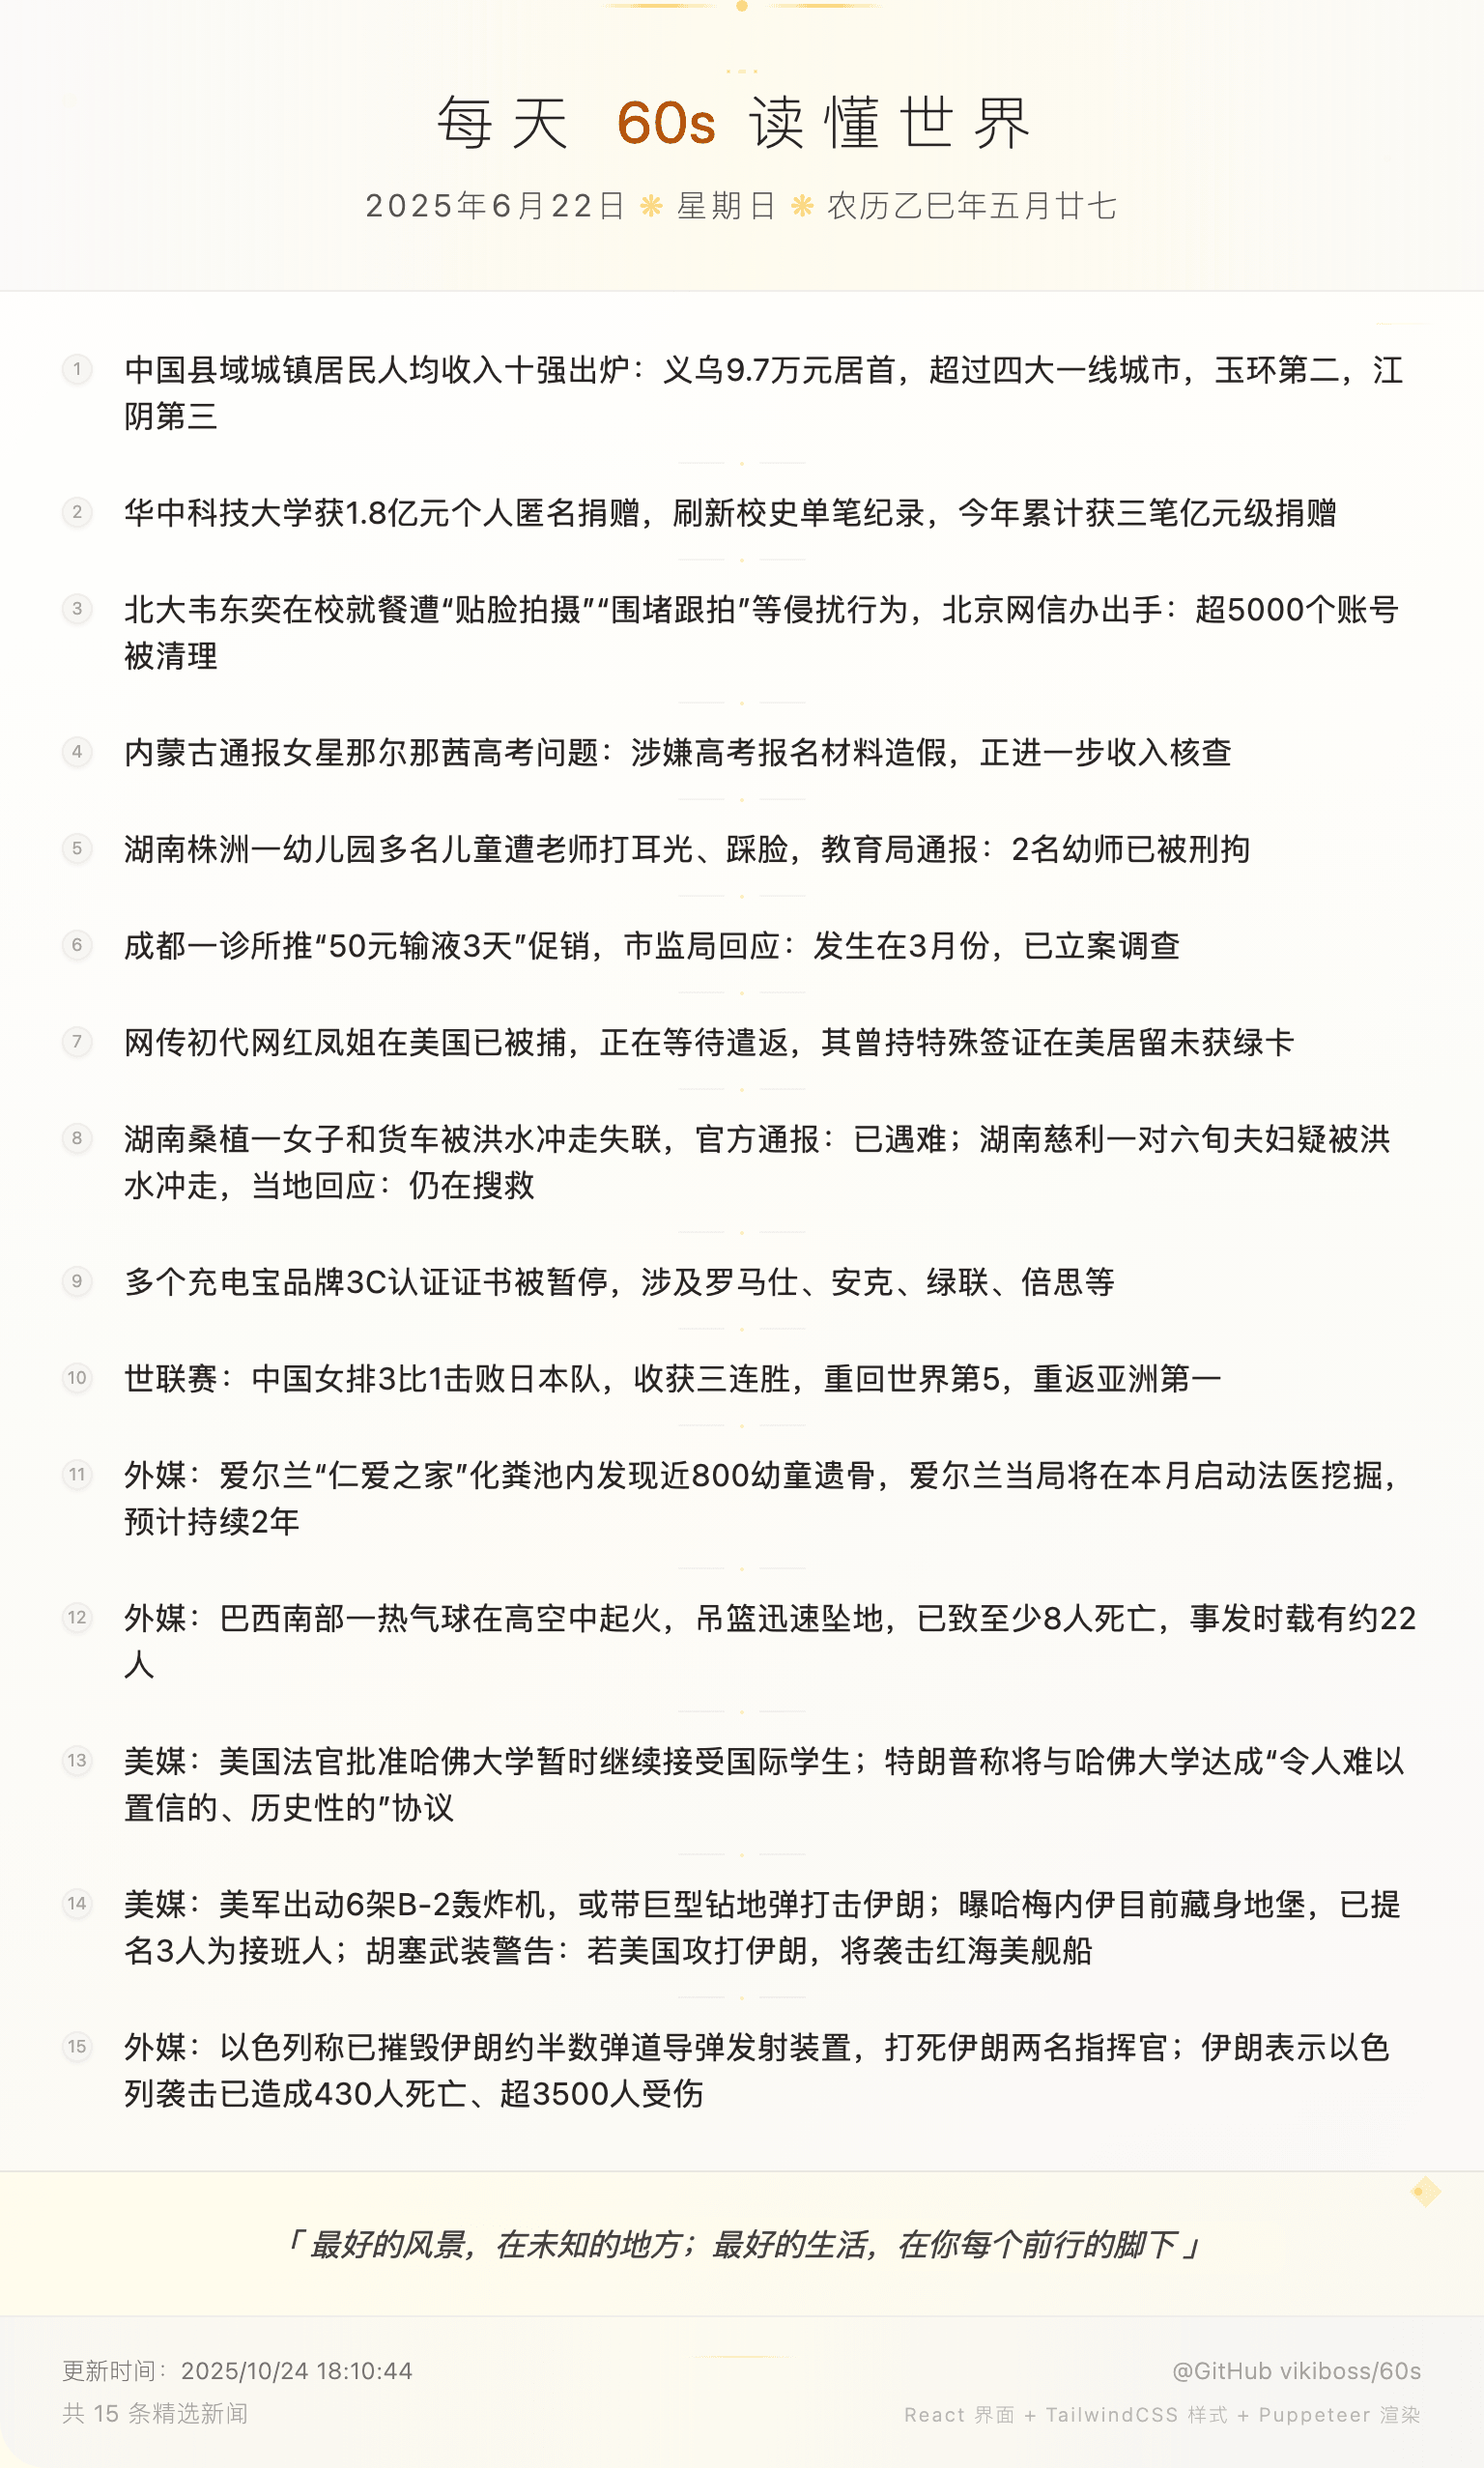 每天 60s 读懂世界
2025年6月22日 ❋ 星期日 ❋ 农历乙巳年五月廿七
1 中国县域城镇居民人均收入十强出炉：义乌9.7万元居首，超过四大一线城市，玉环第二，江
阴第三
2 华中科技大学获1.8亿元个人匿名捐赠，刷新校史单笔纪录，今年累计获三笔亿元级捐赠
3 北大韦东奕在校就餐遭“贴脸拍摄”“围堵跟拍”等侵扰行为，北京网信办出手：超5000个账号
被清理
4 内蒙古通报女星那尔那茜高考问题：涉嫌高考报名材料造假，正进一步收入核查
5 湖南株洲一幼儿园多名儿童遭老师打耳光、踩脸，教育局通报：2名幼师已被刑拘
6 成都一诊所推“50元输液3天”促销，市监局回应：发生在3月份，已立案调查
7 网传初代网红凤姐在美国已被捕，正在等待遣返，其曾持特殊签证在美居留未获绿卡
8 湖南桑植一女子和货车被洪水冲走失联，官方通报：已遇难；湖南慈利一对六旬夫妇疑被洪
水冲走，当地回应：仍在搜救
9 多个充电宝品牌3C认证证书被暂停，涉及罗马仕、安克、绿联、倍思等
10 世联赛：中国女排3比1击败日本队，收获三连胜，重回世界第5，重返亚洲第一
11 外媒：爱尔兰“仁爱之家”化粪池内发现近800幼童遗骨，爱尔兰当局将在本月启动法医挖掘，
预计持续2年
12 外媒：巴西南部一热气球在高空中起火，吊篮迅速坠地，已致至少8人死亡，事发时载有约22
人
13 美媒：美国法官批准哈佛大学暂时继续接受国际学生；特朗普称将与哈佛大学达成“令人难以
置信的、历史性的”协议
14 美媒：美军出动6架B-2轰炸机，或带巨型钻地弹打击伊朗；曝哈梅内伊目前藏身地堡，已提
名3人为接班人；胡塞武装警告：若美国攻打伊朗，将袭击红海美舰船
15 外媒：以色列称已摧毁伊朗约半数弹道导弹发射装置，打死伊朗两名指挥官；伊朗表示以色
列袭击已造成430人死亡、超3500人受伤
「 最好的风景，在未知的地方；最好的生活，在你每个前行的脚下 」
更新时间：2025/10/24 18:10:44
@GitHub vikiboss/60s
共 15 条精选新闻
React 界面 + TailwindCSS 样式 + Puppeteer 渲染